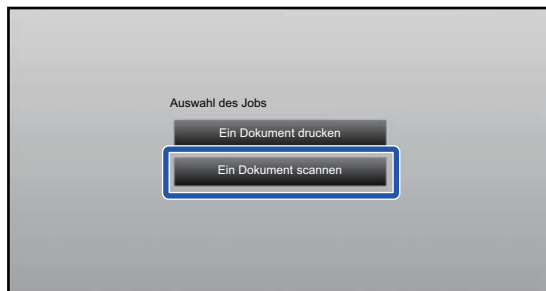 Auswahl des Jobs
Ein Dokument drucken
Ein Dokument scannen